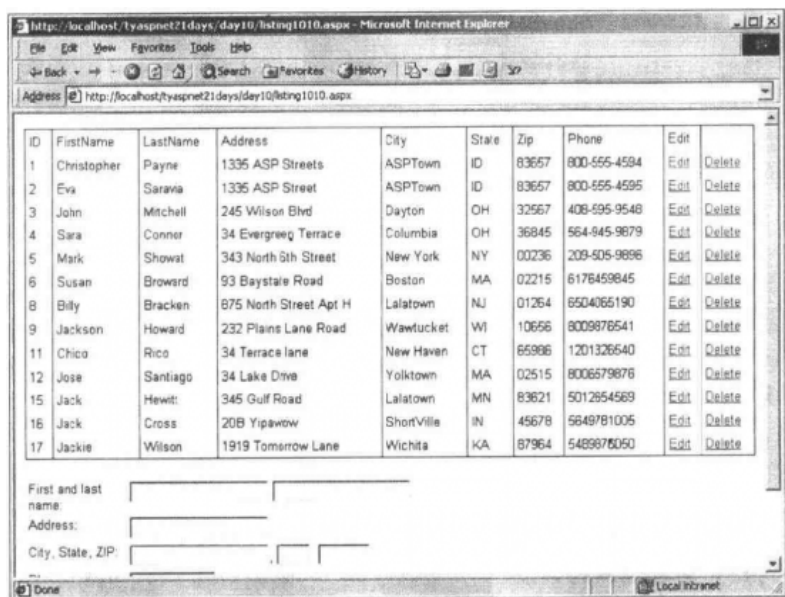 http://localhost/tyaspnet21days/day10/listing1010.aspx - Microsoft Internet Explorer
File Edit View Favorites Tools Help
Back Search Favorites History
Address http://localhost/tyaspnet21days/day10/listing1010.aspx
ID FirstName LastName Address City State Zip Phone Edit
1 Christopher Payne 1335 ASP Streets ASPTown ID 83657 800-555-4594 Edit Delete
2 Eva Saravia 1335 ASP Street ASPTown ID 83657 800-555-4595 Edit Delete
3 John Mitchell 245 Wilson Blvd Dayton OH 32567 408-595-9548 Edit Delete
4 Sara Connor 34 Evergreen Terrace Columbia OH 36845 564-945-9879 Edit Delete
5 Mark Showat 343 North 6th Street New York NY 00236 209-505-9896 Edit Delete
6 Susan Broward 93 Baystate Road Boston MA 02215 6176459845 Edit Delete
8 Billy Bracken 875 North Street Apt H Lalatown NJ 01264 6504065190 Edit Delete
9 Jackson Howard 232 Plains Lane Road Wawtucket WI 10656 8009876541 Edit Delete
11 Chico Rico 34 Terrace lane New Haven CT 65986 1201326540 Edit Delete
12 Jose Santiago 34 Lake Drive Yolktown MA 02515 8006579876 Edit Delete
15 Jack Hewitt 345 Gulf Road Lalatown MN 83621 5012654569 Edit Delete
16 Jack Cross 20B Yipawow ShortVille IN 45678 5649781005 Edit Delete
17 Jackie Wilson 1919 Tomorrow Lane Wichita KA 87964 5489876050 Edit Delete
First and last
name:
Address:
City, State, ZIP: ,
Done Local intranet